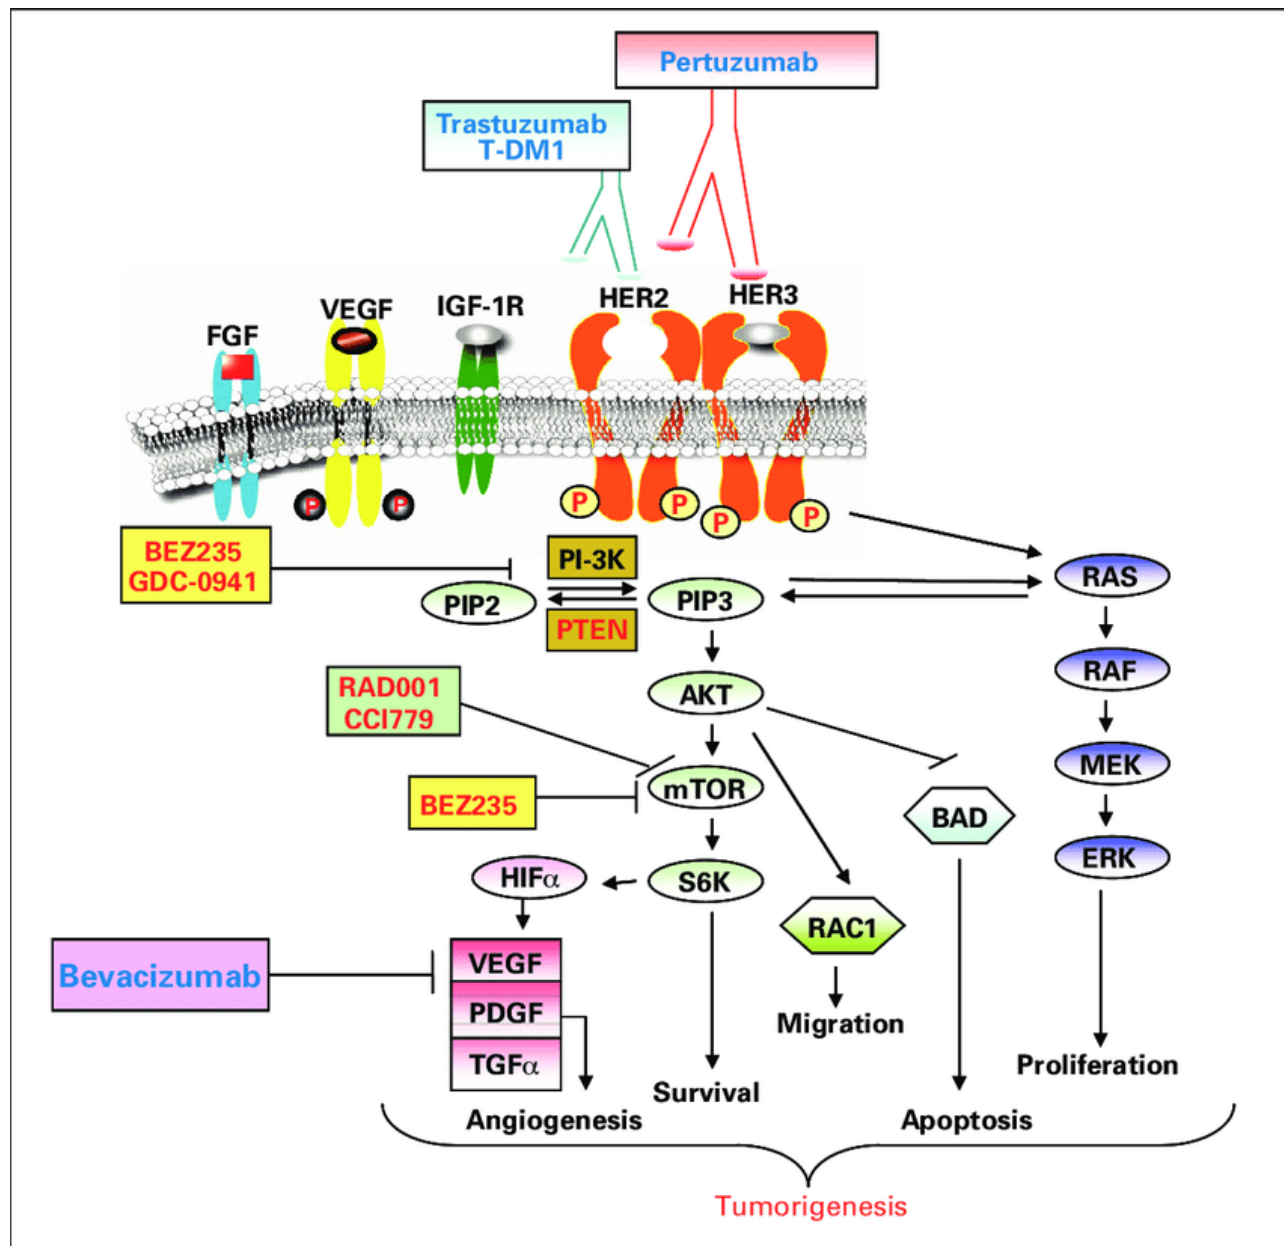 Pertuzumab
Trastuzumab
T-DM1
HER2
HER3
IGF-1R
VEGF
FGF
P
P
P
P
P
P
BEZ235
GDC-0941
PI-3K
PIP2
PIP3
PTEN
RAS
RAF
RAD001
CCI779
AKT
MEK
mTOR
BEZ235
BAD
ERK
HIFα
S6K
RAC1
Bevacizumab
VEGF
PDGF
TGFα
Migration
Proliferation
Survival
Angiogenesis
Apoptosis
Tumorigenesis